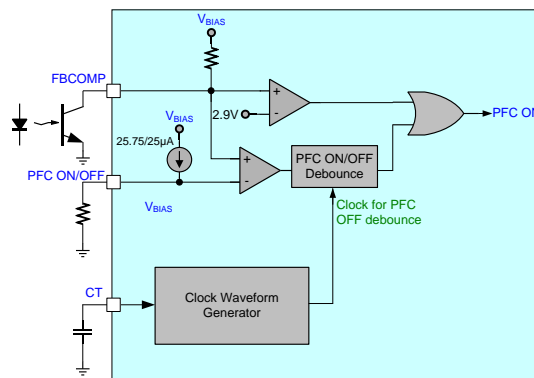 VBIAS
FBCOMP
+
-
2.9V
PFC ON
VBIAS
25.75/25µA
PFC ON/OFF
+
-
PFC ON/OFF
Debounce
VBIAS
Clock for PFC
OFF debounce
CT
Clock Waveform
Generator